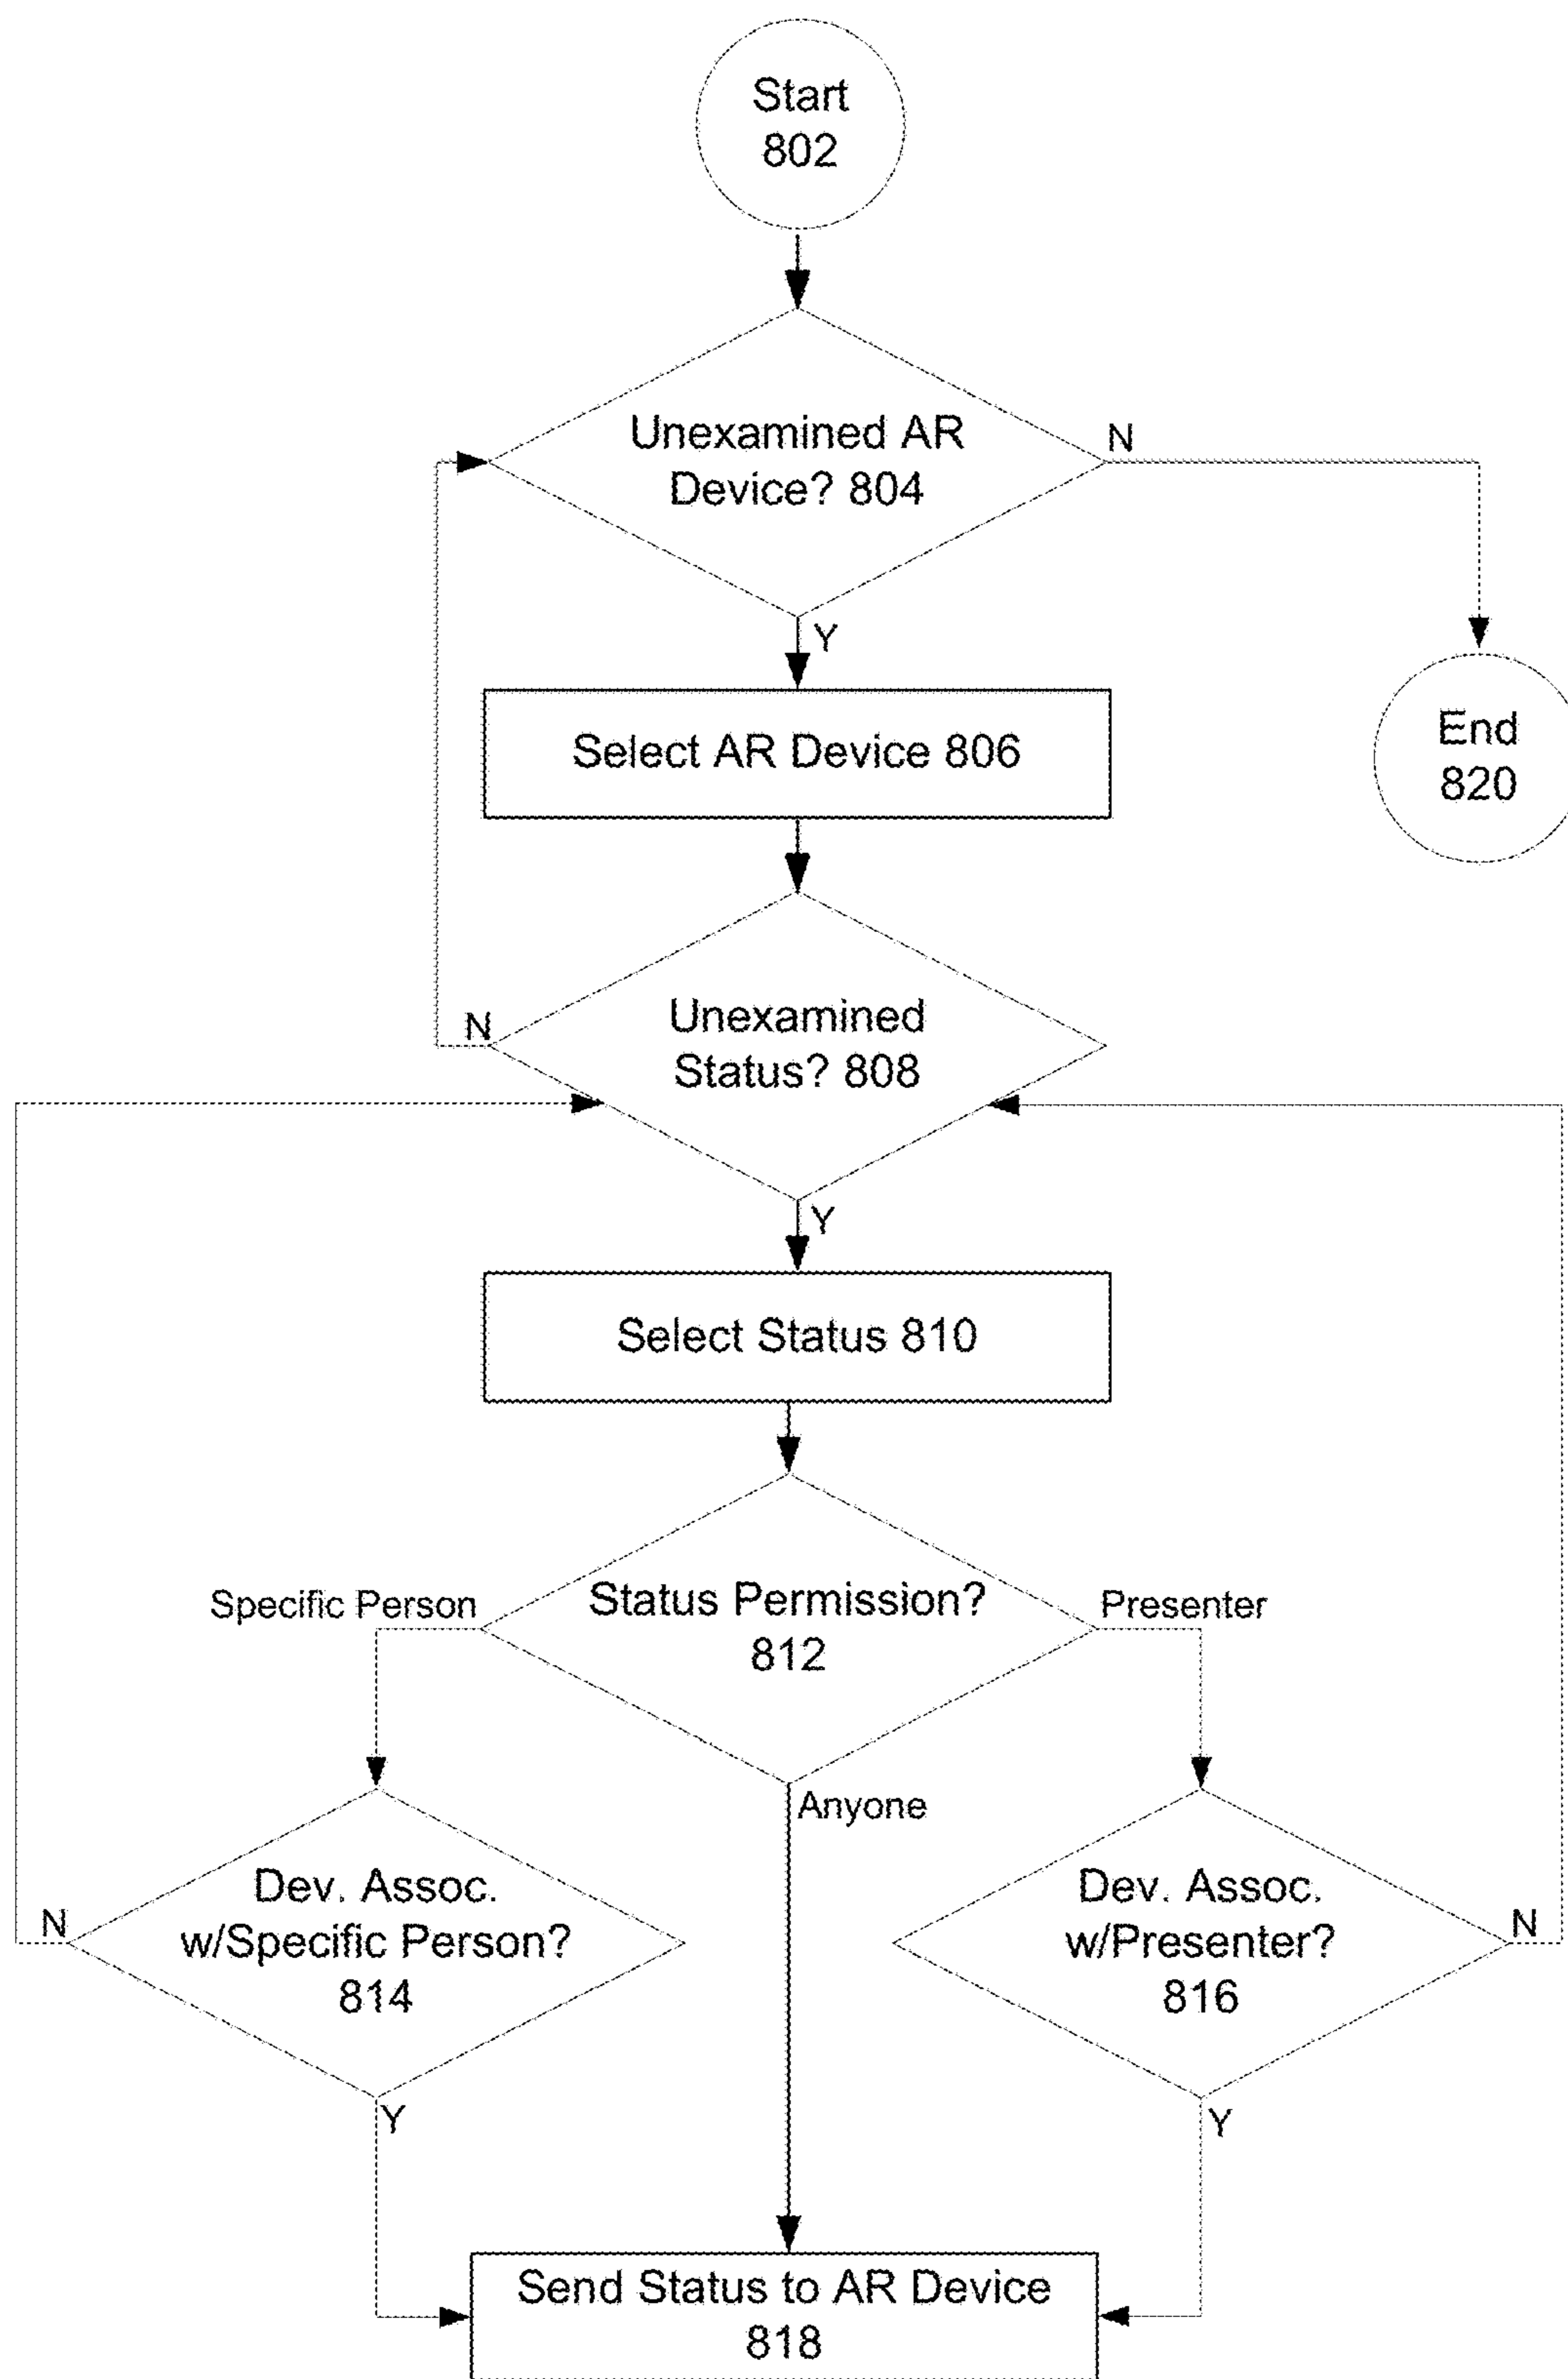 Start
802
Unexamined AR
Device? 804
N
Y
Select AR Device 806
End
820
Unexamined
Status? 808
N
Y
Select Status 810
Specific Person
Status Permission?
812
Presenter
Anyone
Dev. Assoc.
w/Specific Person?
814
N
Y
Dev. Assoc.
w/Presenter?
816
N
Y
Send Status to AR Device
818